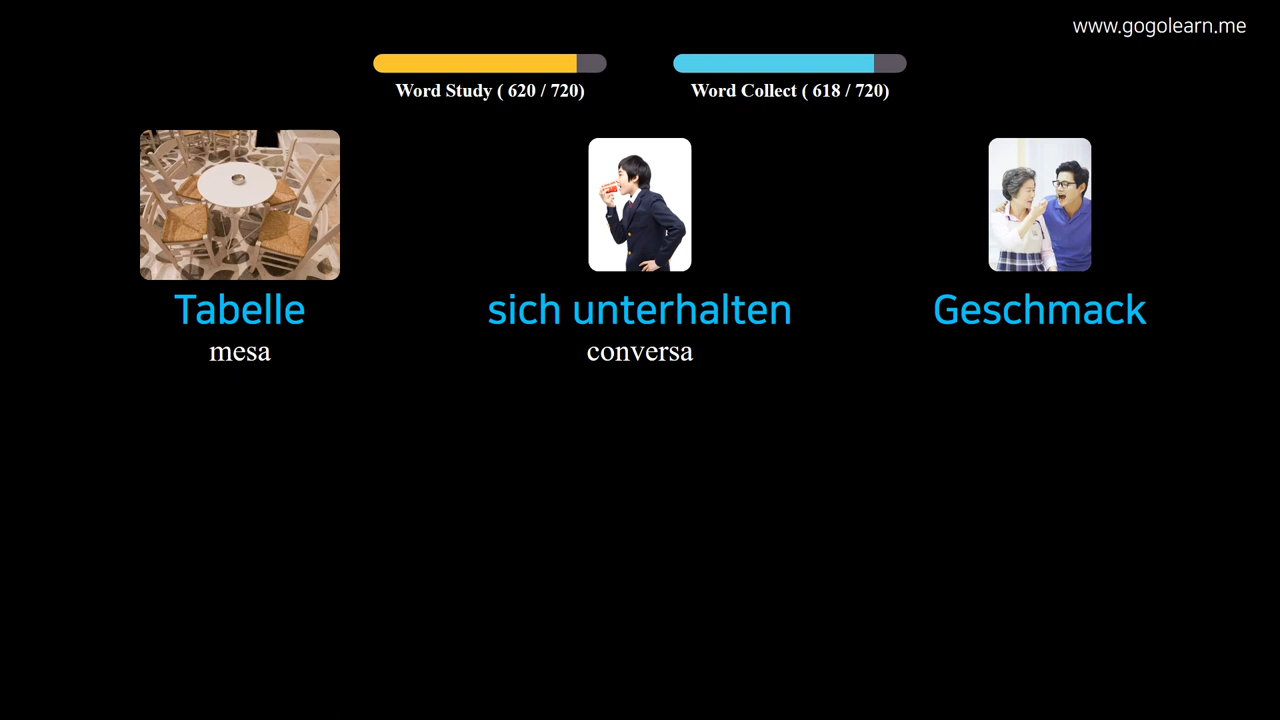 www.gogolearn.me
Word Study ( 620 / 720)
Word Collect ( 618 / 720)
Tabelle
mesa
sich unterhalten
conversa
Geschmack